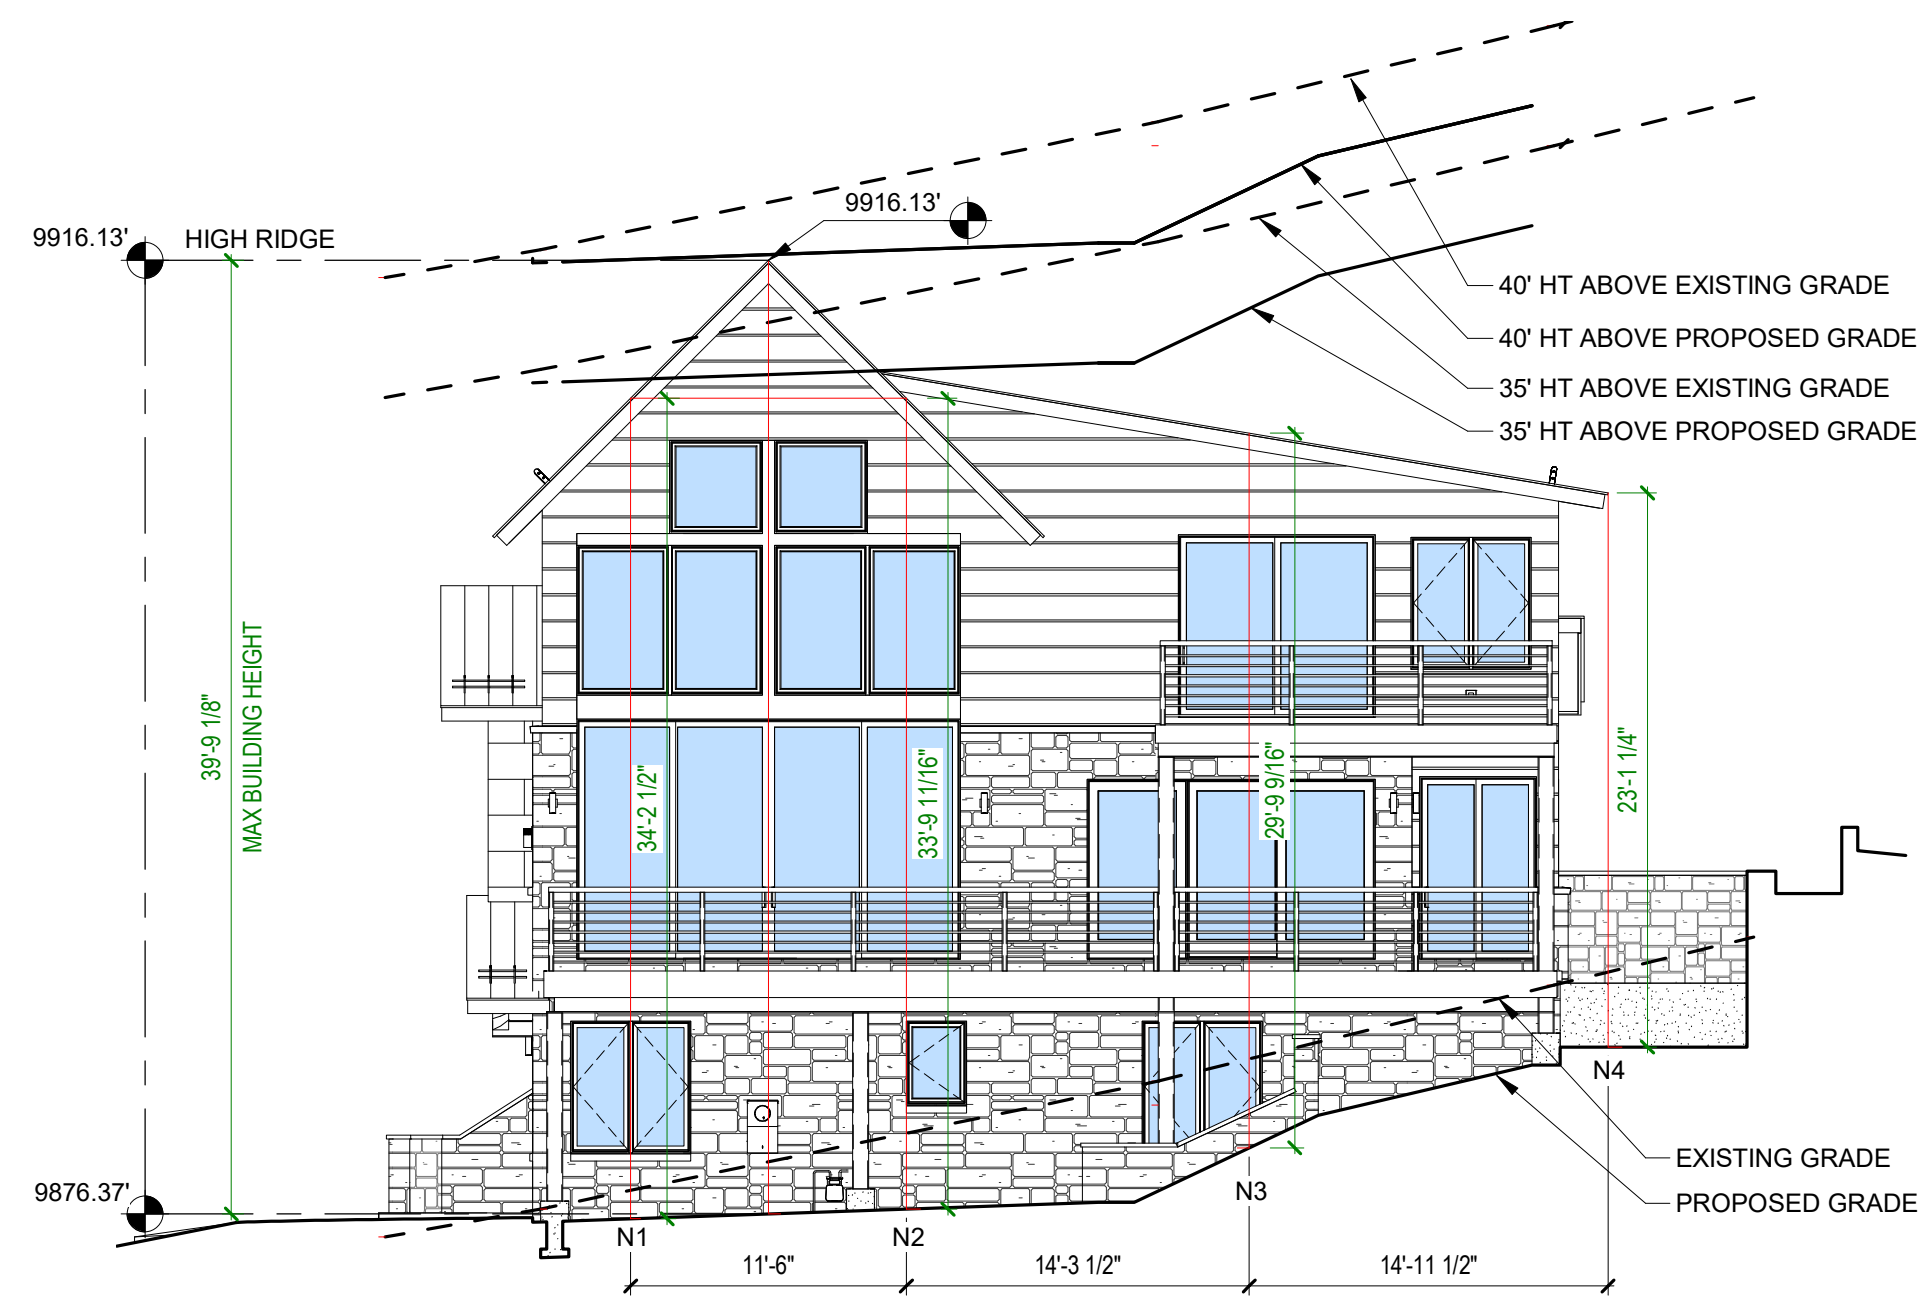 9916.13'
9916.13'
HIGH RIDGE
40' HT ABOVE EXISTING GRADE
40' HT ABOVE PROPOSED GRADE
35' HT ABOVE EXISTING GRADE
35' HT ABOVE PROPOSED GRADE
39'-9 1/8"
MAX BUILDING HEIGHT
34'-2 1/2"
33'-9 11/16"
29'-9 9/16"
23'-1 1/4"
N4
EXISTING GRADE
9876.37'
N3
PROPOSED GRADE
N1
N2
11'-6"
14'-3 1/2"
14'-11 1/2"